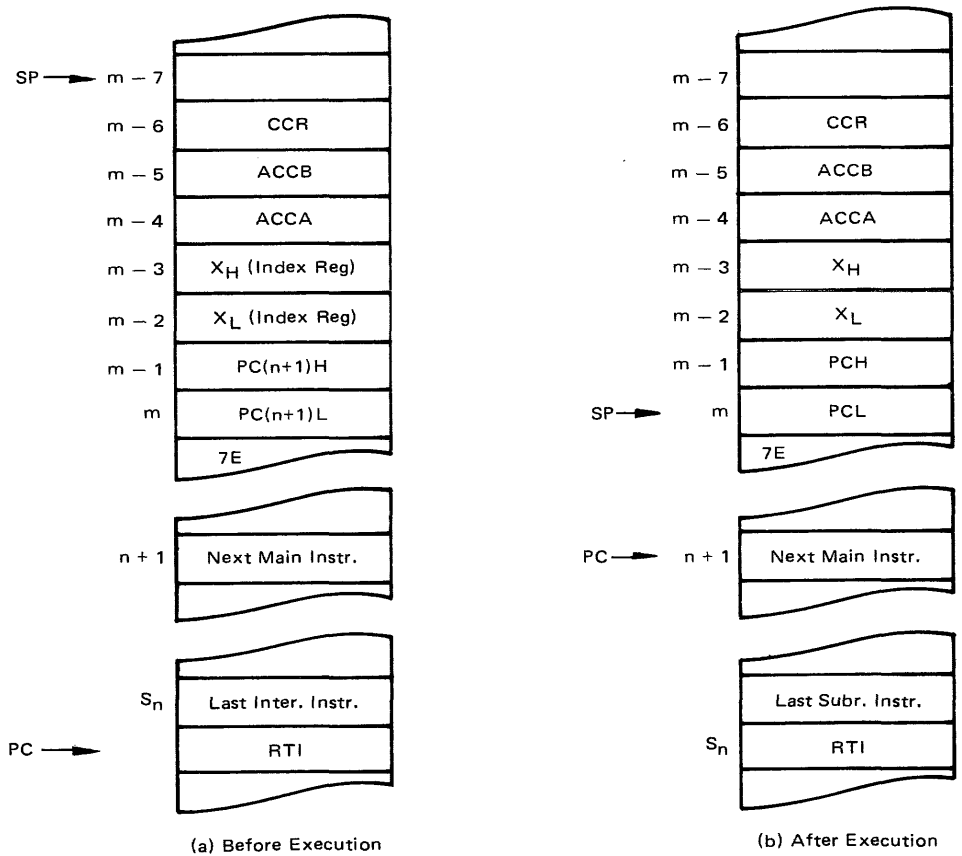 SP m – 7
m – 6 CCR
m – 5 ACCB
m – 4 ACCA
m – 3 XH (Index Reg)
m – 2 XL (Index Reg)
m – 1 PC(n+1)H
m PC(n+1)L
7E
n + 1 Next Main Instr.
Sn Last Inter. Instr.
PC RTI
(a) Before Execution
m – 7
m – 6 CCR
m – 5 ACCB
m – 4 ACCA
m – 3 XH
m – 2 XL
m – 1 PCH
SP m PCL
7E
PC n + 1 Next Main Instr.
Last Subr. Instr.
Sn RTI
(b) After Execution